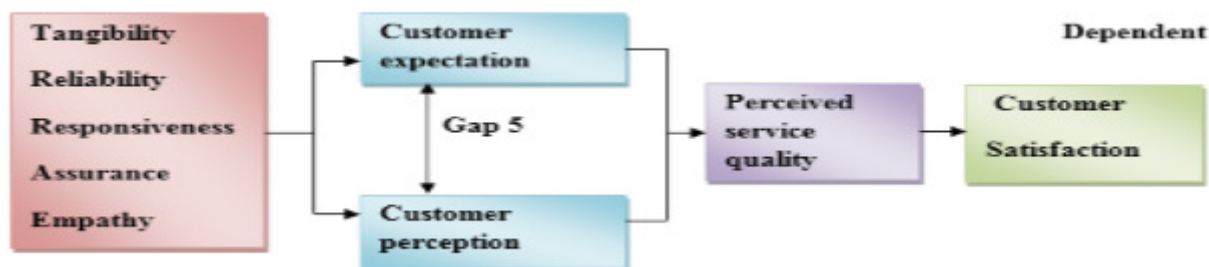 Tangibility
Reliability
Responsiveness
Assurance
Empathy
Customer
expectation
Gap 5
Customer
perception
Perceived
service
quality
Dependent
Customer
Satisfaction